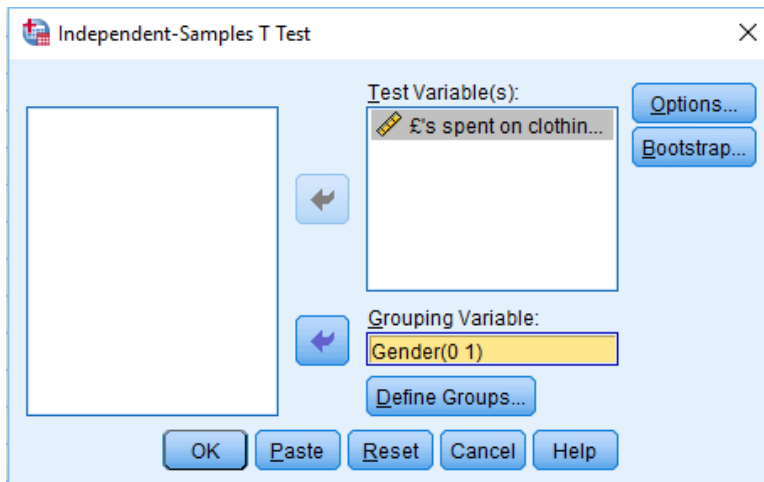 Independent-Samples T Test
Test Variable(s):
£'s spent on clothin...
Options...
Bootstrap...
Grouping Variable:
Gender(0 1)
Define Groups...
OK Paste Reset Cancel Help